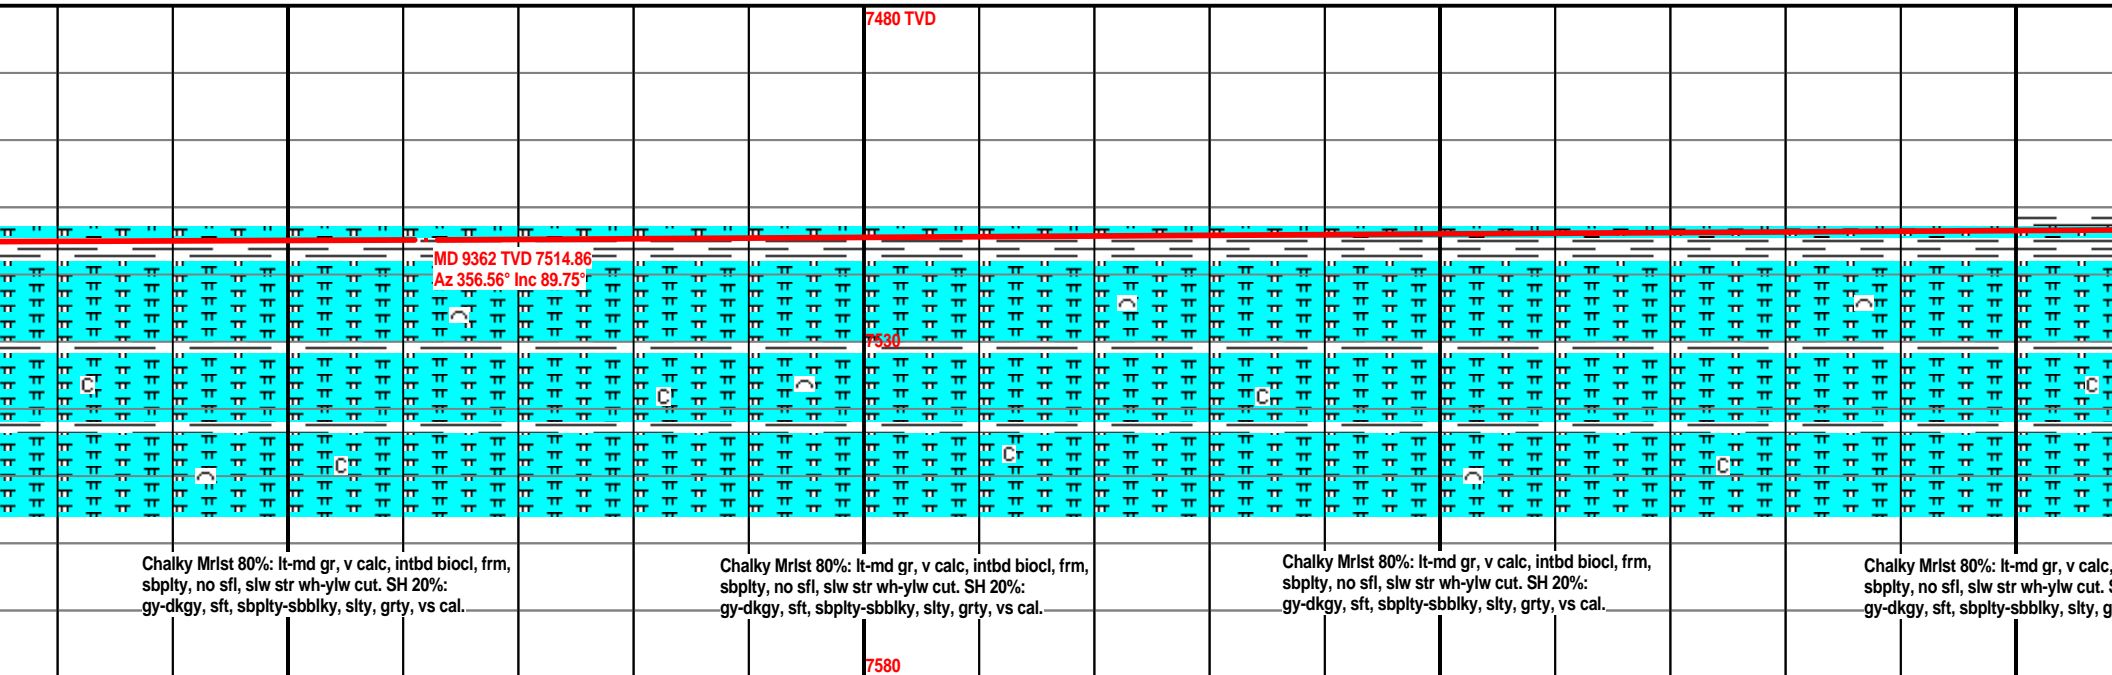 7480 TVD
MD 9362 TVD 7514.86
Az 356.56° Inc 89.75°
7530
C
C
C
C
C
C
C
Chalky Mrlst 80%: lt-md gr, v calc, intbd biocl, frm,
sbplty, no sfl, slw str wh-ylw cut. SH 20%:
gy-dkgy, sft, sbplty-sbblky, slty, grty, vs cal.
Chalky Mrlst 80%: lt-md gr, v calc, intbd biocl, frm,
sbplty, no sfl, slw str wh-ylw cut. SH 20%:
gy-dkgy, sft, sbplty-sbblky, slty, grty, vs cal.
Chalky Mrlst 80%: lt-md gr, v calc, intbd biocl, frm,
sbplty, no sfl, slw str wh-ylw cut. SH 20%:
gy-dkgy, sft, sbplty-sbblky, slty, grty, vs cal.
Chalky Mrlst 80%: lt-md gr, v calc,
sbplty, no sfl, slw str wh-ylw cut.
gy-dkgy, sft, sbplty-sbblky, slty, g
7580